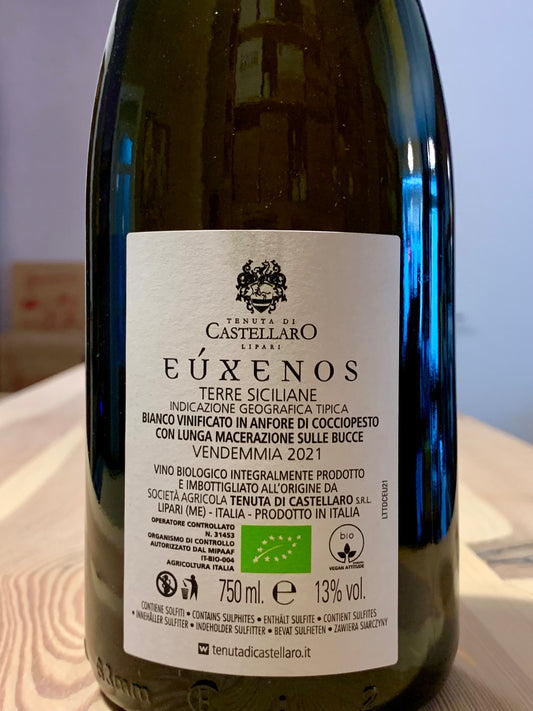 TENUTA DI
CASTELLARO
LIPARI
EÚXENOS
TERRE SICILIANE
INDICAZIONE GEOGRAFICA TIPICA
BIANCO VINIFICATO IN ANFORE DI COCCIOPESTO
CON LUNGA MACERAZIONE SULLE BUCCE
VENDEMMIA 2021
VINO BIOLOGICO INTEGRALMENTE PRODOTTO
E IMBOTTIGLIATO ALL'ORIGINE DA
SOCIETÀ AGRICOLA TENUTA DI CASTELLARO S.R.L.
LIPARI (ME) - ITALIA - PRODOTTO IN ITALIA
LTTDCEU21
OPERATORE CONTROLLATO
N. 31453
ORGANISMO DI CONTROLLO
AUTORIZZATO DAL MIPAAF
IT-BIO-004
AGRICOLTURA ITALIA
bio
VEGAN ATTITUDE
750 ml. e 13% vol.
CONTIENE SOLFITI • CONTAINS SULPHITES • ENTHÄLT SULFITE • CONTIENT SULFITES
• INNEHÅLLER SULFITER • INDEHOLDER SULFITTER • BEVAT SULFIETEN • ZAWIERA SIARCZYNY
w tenutadicastellaro.it
63mm
2